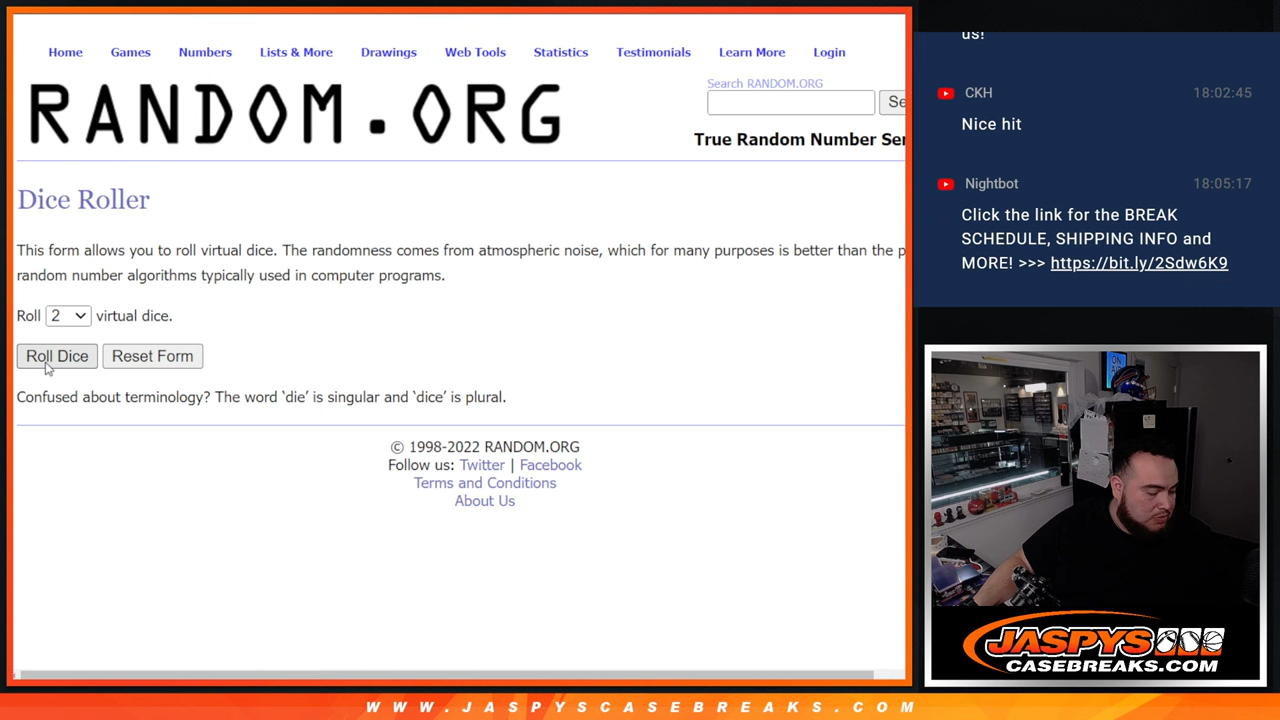 Home Games Numbers Lists & More Drawings Web Tools Statistics Testimonials Learn More Login
Search RANDOM.ORG
RANDOM.ORG
Se
True Random Number Ser
Dice Roller
This form allows you to roll virtual dice. The randomness comes from atmospheric noise, which for many purposes is better than the p
random number algorithms typically used in computer programs.
Roll 2 virtual dice.
Roll Dice Reset Form
Confused about terminology? The word ‘die’ is singular and ‘dice’ is plural.
© 1998-2022 RANDOM.ORG
Follow us: Twitter | Facebook
Terms and Conditions
About Us
us!
CKH 18:02:45
Nice hit
Nightbot 18:05:17
Click the link for the BREAK
SCHEDULE, SHIPPING INFO and
MORE! >>> https://bit.ly/2Sdw6K9
JASPYS
CASEBREAKS.COM
WWW.JASPYSCASEBREAKS.COM